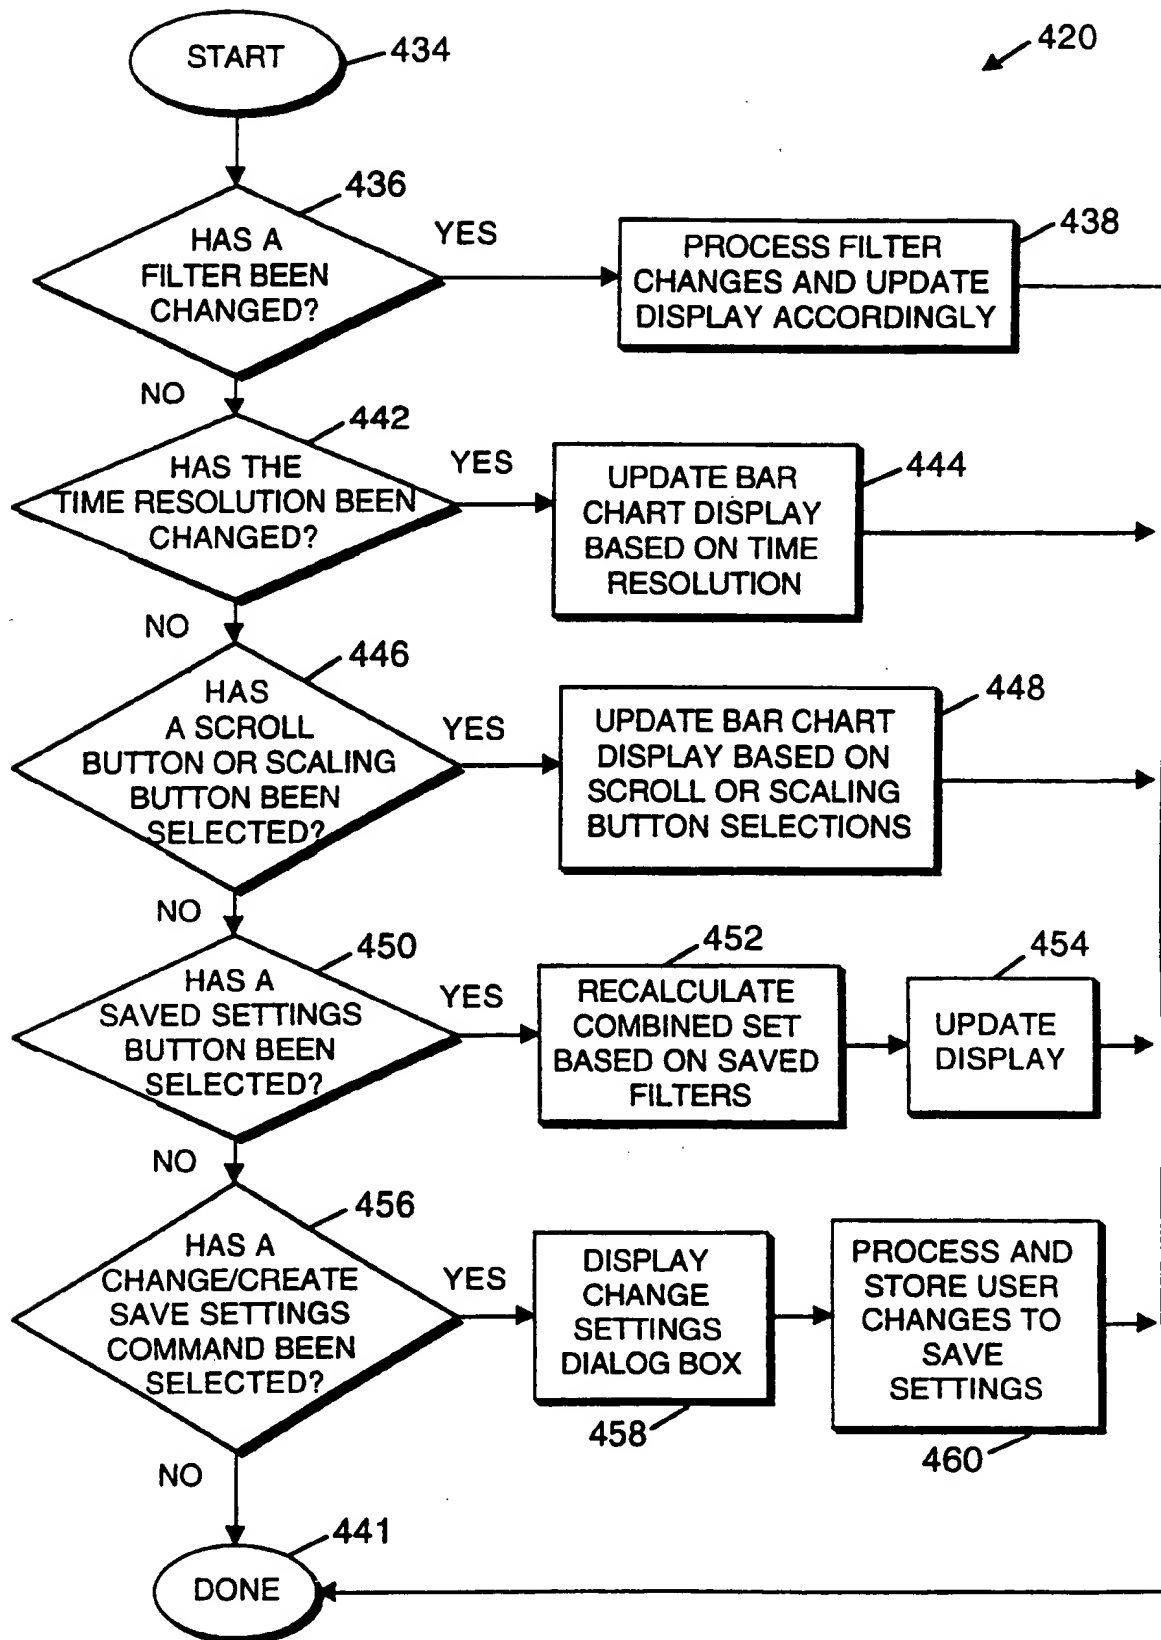 START
434
420
436
HAS A
FILTER BEEN
CHANGED?
YES
PROCESS FILTER
CHANGES AND UPDATE
DISPLAY ACCORDINGLY
438
NO
442
HAS THE
TIME RESOLUTION BEEN
CHANGED?
YES
UPDATE BAR
CHART DISPLAY
BASED ON TIME
RESOLUTION
444
NO
446
HAS
A SCROLL
BUTTON OR SCALING
BUTTON BEEN
SELECTED?
YES
UPDATE BAR CHART
DISPLAY BASED ON
SCROLL OR SCALING
BUTTON SELECTIONS
448
NO
450
HAS A
SAVED SETTINGS
BUTTON BEEN
SELECTED?
YES
452
RECALCULATE
COMBINED SET
BASED ON SAVED
FILTERS
454
UPDATE
DISPLAY
NO
456
HAS A
CHANGE/CREATE
SAVE SETTINGS
COMMAND BEEN
SELECTED?
YES
DISPLAY
CHANGE
SETTINGS
DIALOG BOX
458
PROCESS AND
STORE USER
CHANGES TO
SAVE
SETTINGS
460
NO
441
DONE